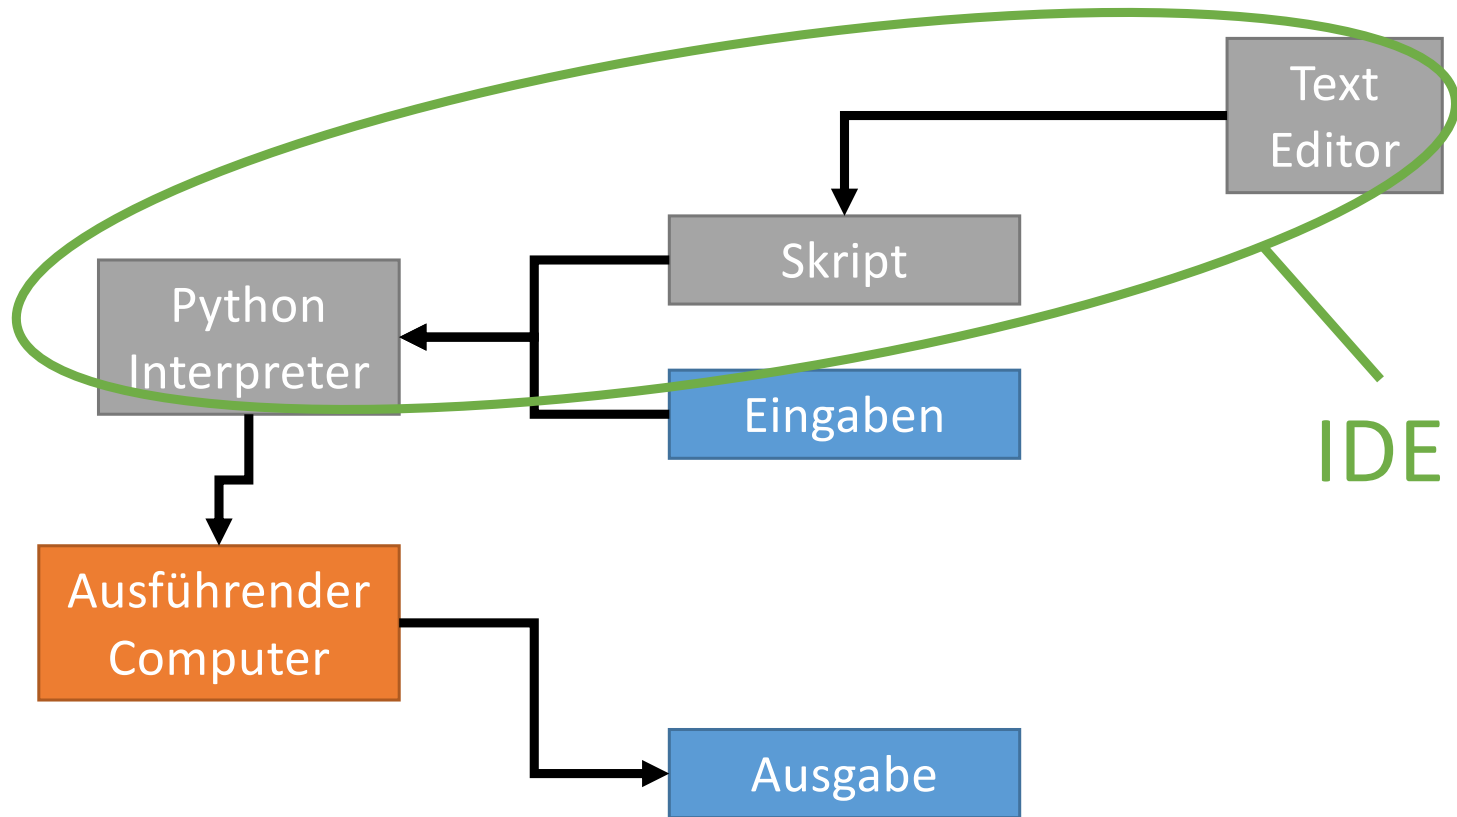 Text
Editor
Skript
Python
Interpreter
Eingaben
IDE
Ausführender
Computer
Ausgabe